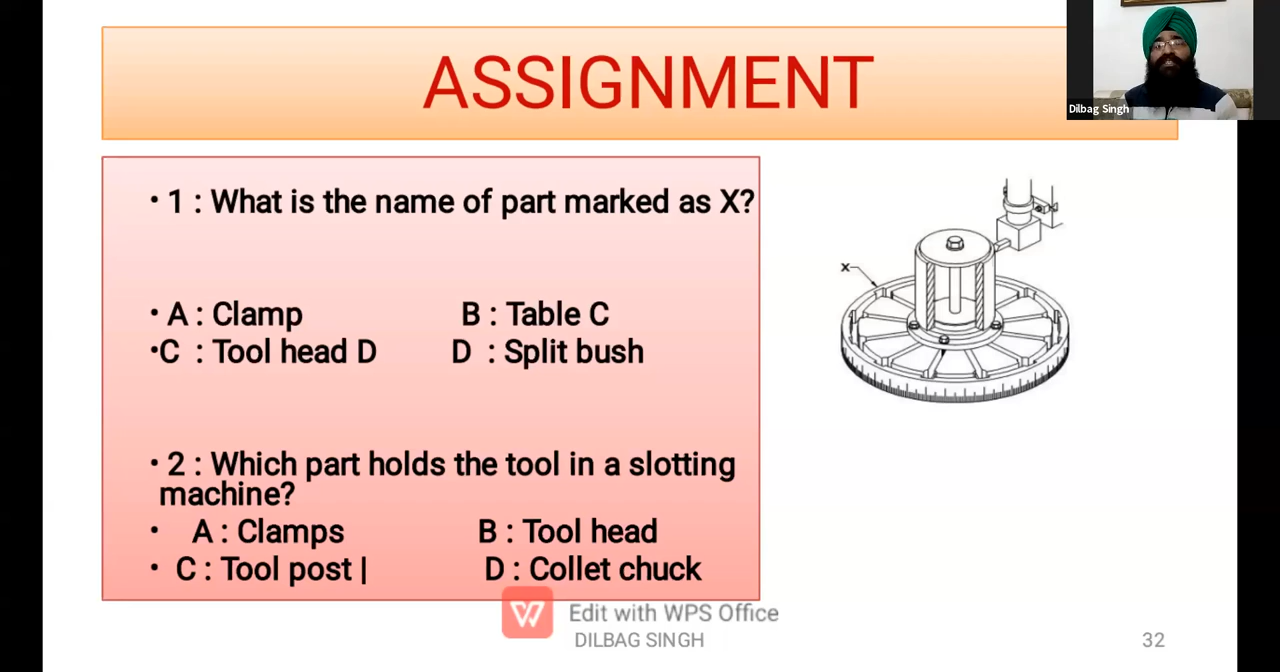 ASSIGNMENT
Dilbag Singh
• 1 : What is the name of part marked as X?
• A : Clamp B : Table C
•C : Tool head D D : Split bush
• 2 : Which part holds the tool in a slotting
machine?
• A : Clamps B : Tool head
• C : Tool post | D : Collet chuck
X
Edit with WPS Office
DILBAG SINGH
32